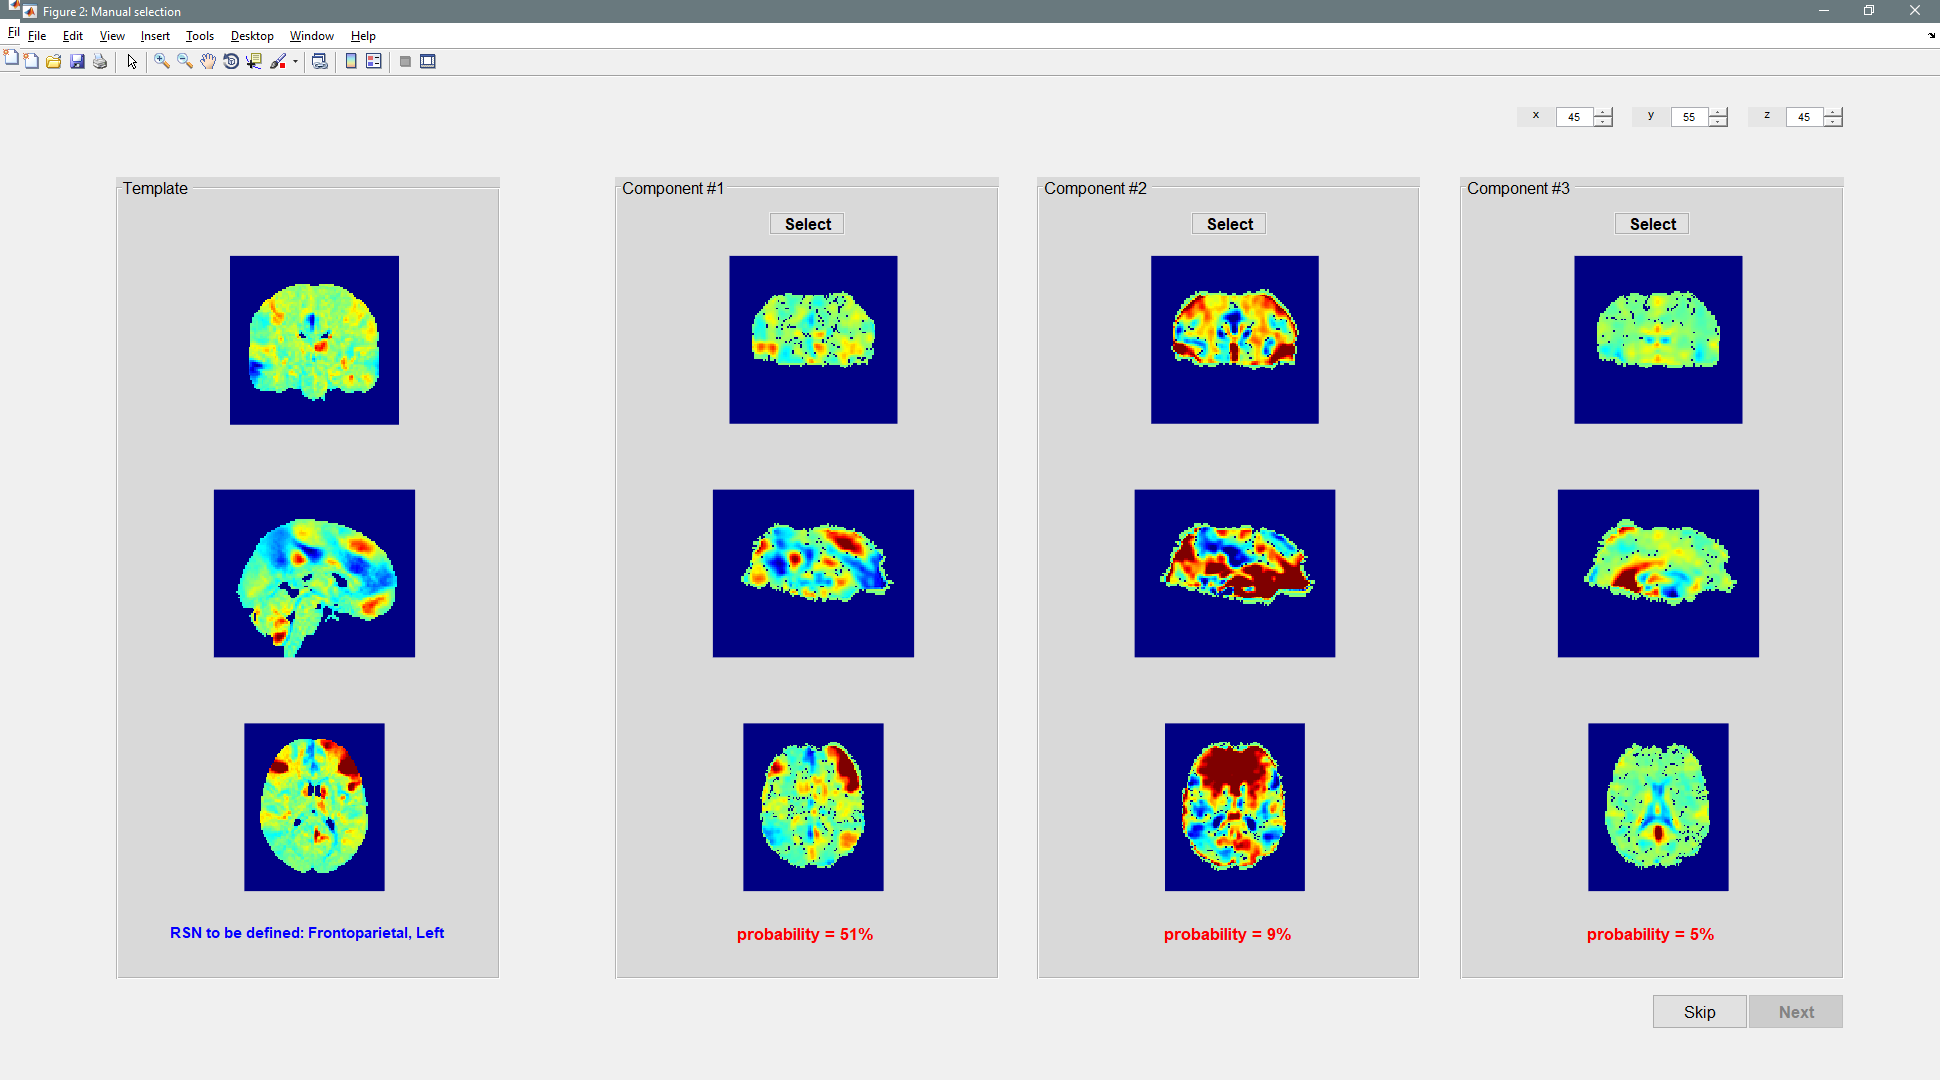 Figure 2: Manual selection
Fil
File Edit View Insert Tools Desktop Window Help
x 45 y 55 z 45
Template
Component #1
Component #2
Component #3
Select
Select
Select
RSN to be defined: Frontoparietal, Left
probability = 51%
probability = 9%
probability = 5%
Skip
Next